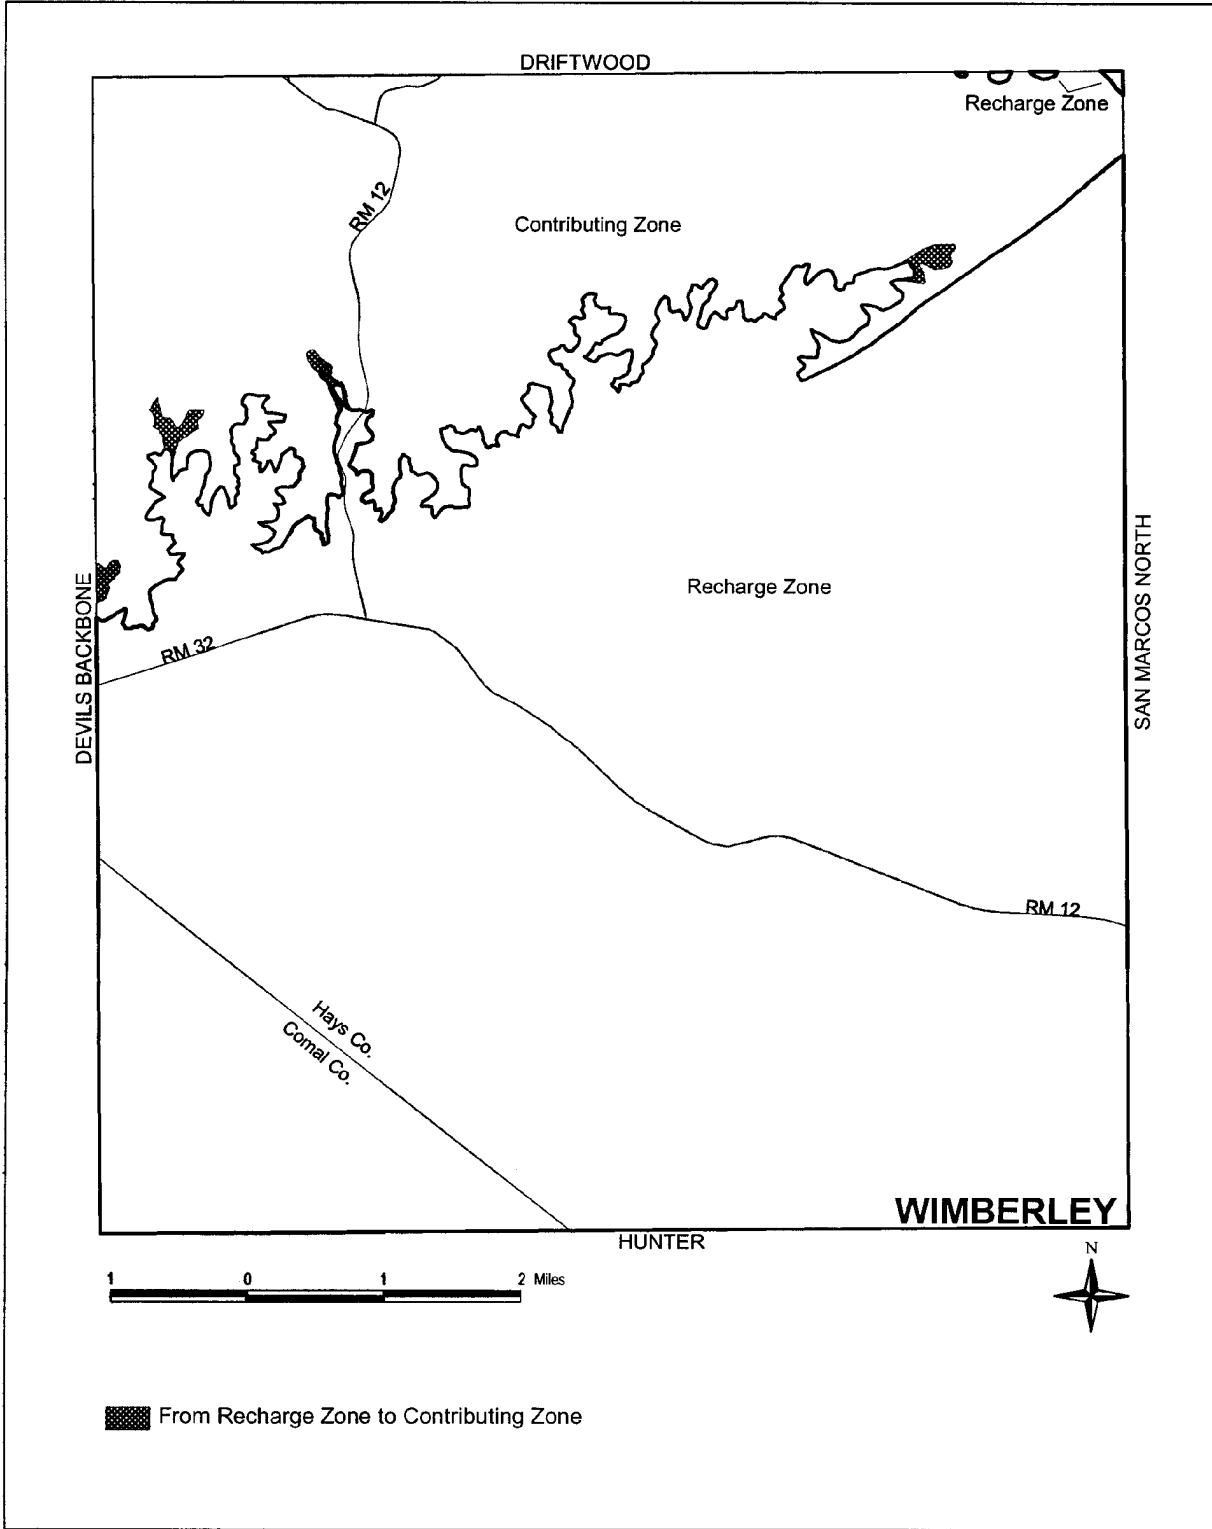 DRIFTWOOD
Recharge Zone
RM 12
Contributing Zone
DEVILS BACKBONE
SAN MARCOS NORTH
Recharge Zone
RM 32
RM 12
Hays Co.
Comal Co.
WIMBERLEY
HUNTER
N
1 0 1 2 Miles
From Recharge Zone to Contributing Zone